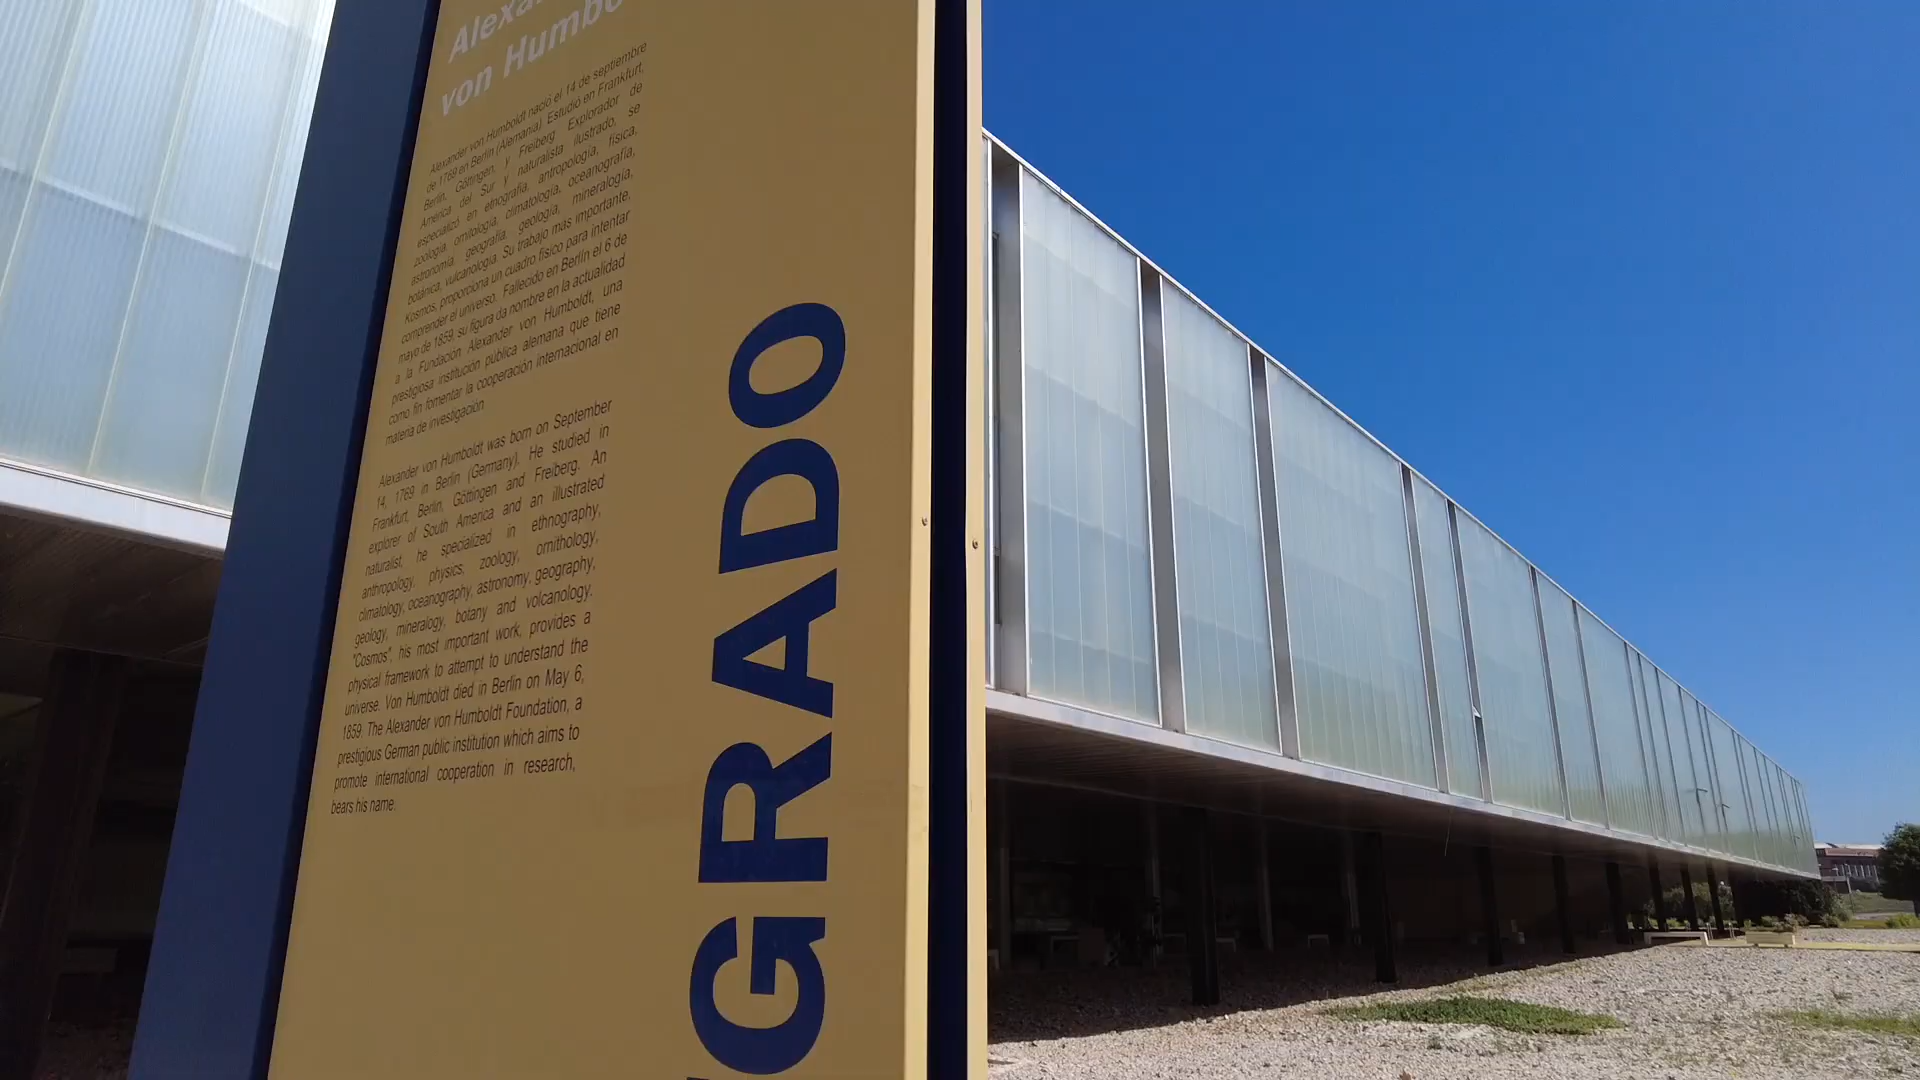 von Humbo
Alexander von Humboldt nació el 14 de septiembre
de 1769 en Berlín (Alemania). Estudió en Frankfurt,
Berlín, Göttingen, y Freiberg. Explorador de
América del Sur y naturalista ilustrado, se
especializó en etnografía, antropología, física,
zoología, ornitología, climatología, oceanografía,
astronomía, geografía, geología, mineralogía,
botánica, vulcanología. Su trabajo más importante,
Kosmos, proporciona un cuadro físico para intentar
comprender el universo. Fallecido en Berlín el 6 de
mayo de 1859, su figura da nombre en la actualidad
a la Fundación Alexander von Humboldt, una
prestigiosa institución pública alemana que tiene
como fin fomentar la cooperación internacional en
materia de investigación
Alexander von Humboldt was born on September
14, 1769 in Berlin (Germany). He studied in
Frankfurt, Berlin, Göttingen and Freiberg. An
explorer of South America and an illustrated
naturalist, he specialized in ethnography,
anthropology, physics, zoology, ornithology,
climatology, oceanography, astronomy, geography,
geology, mineralogy, botany and volcanology.
"Cosmos", his most important work, provides a
physical framework to attempt to understand the
universe. Von Humboldt died in Berlin on May 6,
1859. The Alexander von Humboldt Foundation, a
prestigious German public institution which aims to
promote international cooperation in research,
bears his name.
GRADO